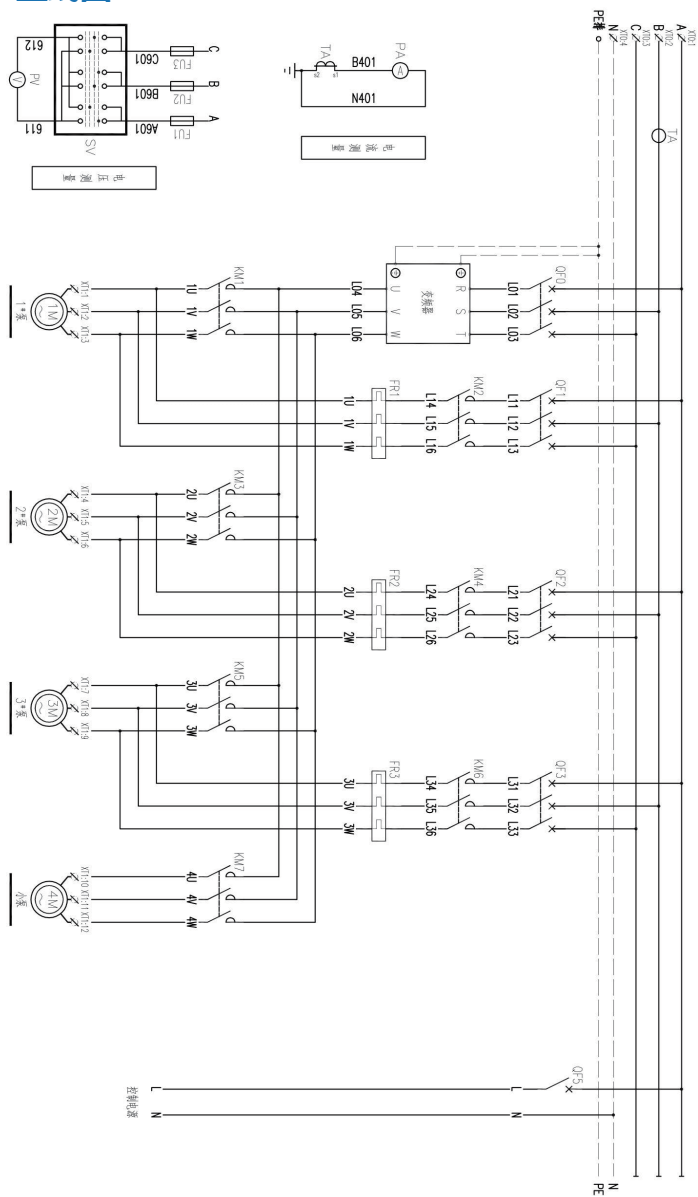 XT0:1
A
XT0:2
B
XT0:3
C
XT0:4
N
PE排
N
PE
TA
QF0
QF1
QF2
QF3
QF5
L01 L02 L03
L11 L12 L13
L21 L22 L23
L31 L32 L33
L N
R S T
变频器
U V W
KM2
KM4
KM6
L04 L05 L06
L14 L15 L16
L24 L25 L26
L34 L35 L36
FR1
FR2
FR3
1U 1V 1W
2U 2V 2W
3U 3V 3W
KM1
KM3
KM5
KM7
1U 1V 1W
2U 2V 2W
3U 3V 3W
4U 4V 4W
L N
控制电源
XT1:1 XT1:2 XT1:3
XT1:4 XT1:5 XT1:6
XT1:7 XT1:8 XT1:9
XT1:10 XT1:11 XT1:12
1M
2M
3M
4M
1#泵
2#泵
3#泵
小泵
PA
A
B401
N401
TA
s1
s2
电流测量
C B A
FU3 FU2 FU1
C601 B601 A601
SV
612 611
PV
V
电压测量